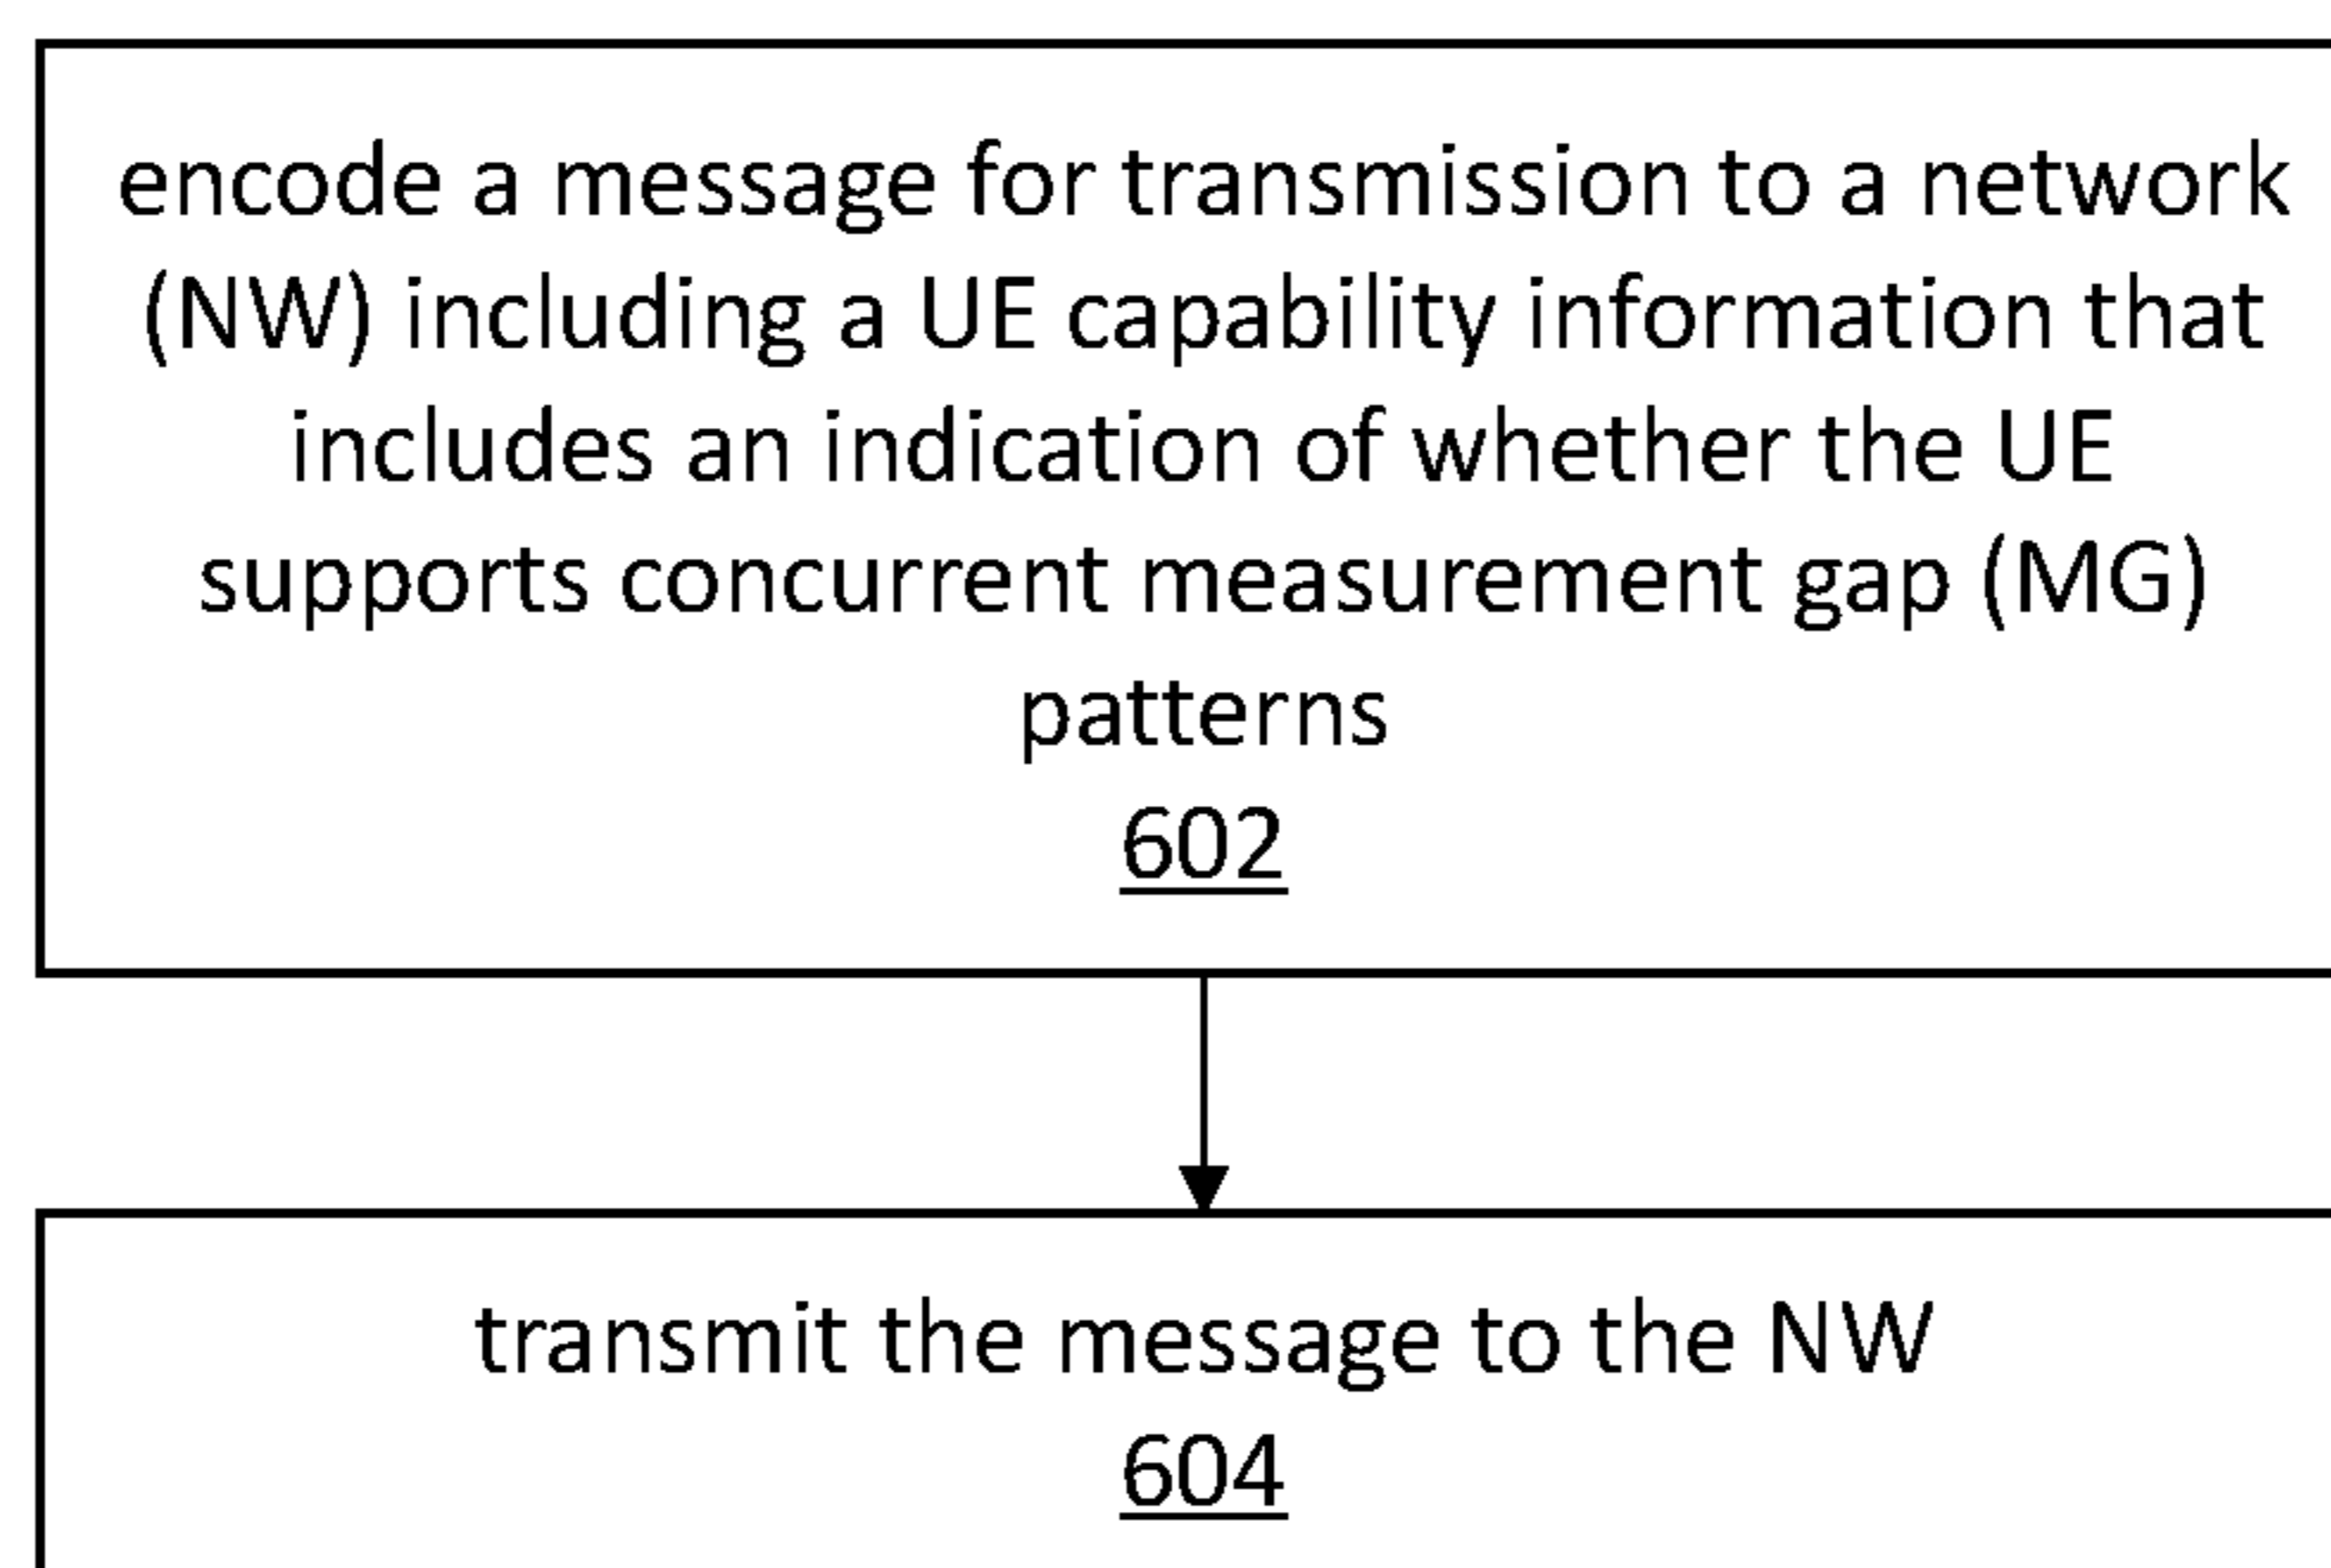 encode a message for transmission to a network
(NW) including a UE capability information that
includes an indication of whether the UE
supports concurrent measurement gap (MG)
patterns
602
transmit the message to the NW
604